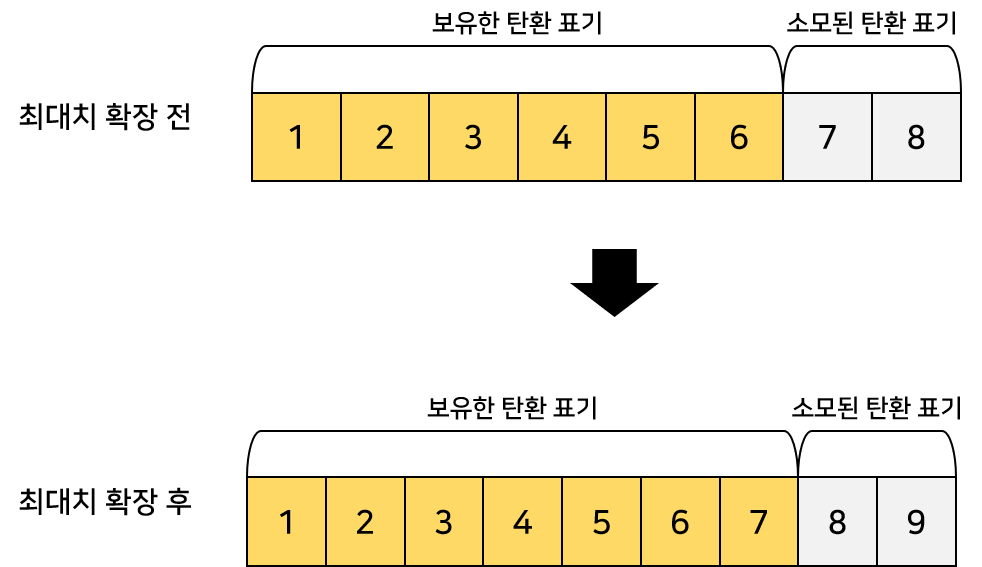 보유한 탄환 표기 소모된 탄환 표기
최대치 확장 전
1 2 3 4 5 6 7 8
보유한 탄환 표기 소모된 탄환 표기
최대치 확장 후
1 2 3 4 5 6 7 8 9